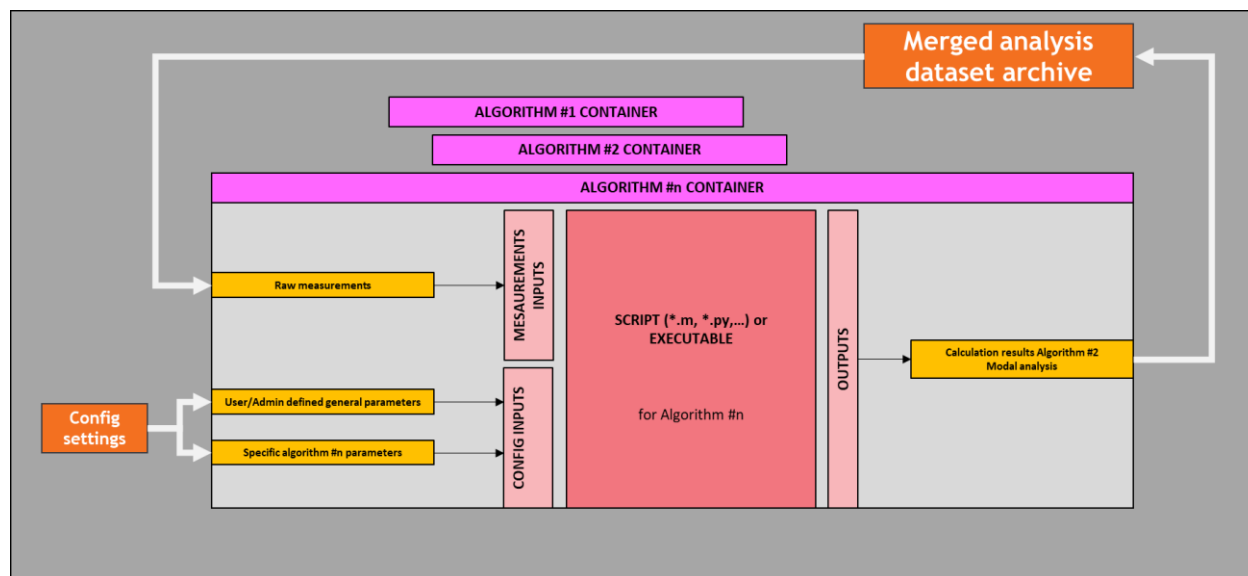 Merged analysis
dataset archive
ALGORITHM #1 CONTAINER
ALGORITHM #2 CONTAINER
ALGORITHM #n CONTAINER
Raw measurements
MESAUREMENTS
INPUTS
SCRIPT (*.m, *.py,...) or
EXECUTABLE
for Algorithm #n
OUTPUTS
Calculation results Algorithm #2
Modal analysis
Config
settings
User/Admin defined general parameters
Specific algorithm #n parameters
CONFIG INPUTS